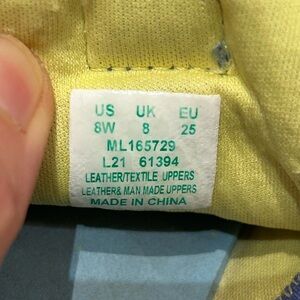 US UK EU
8W 8 25
ML165729
L21 61394
LEATHER/TEXTILE UPPERS
LEATHER& MAN MADE UPPERS
MADE IN CHINA